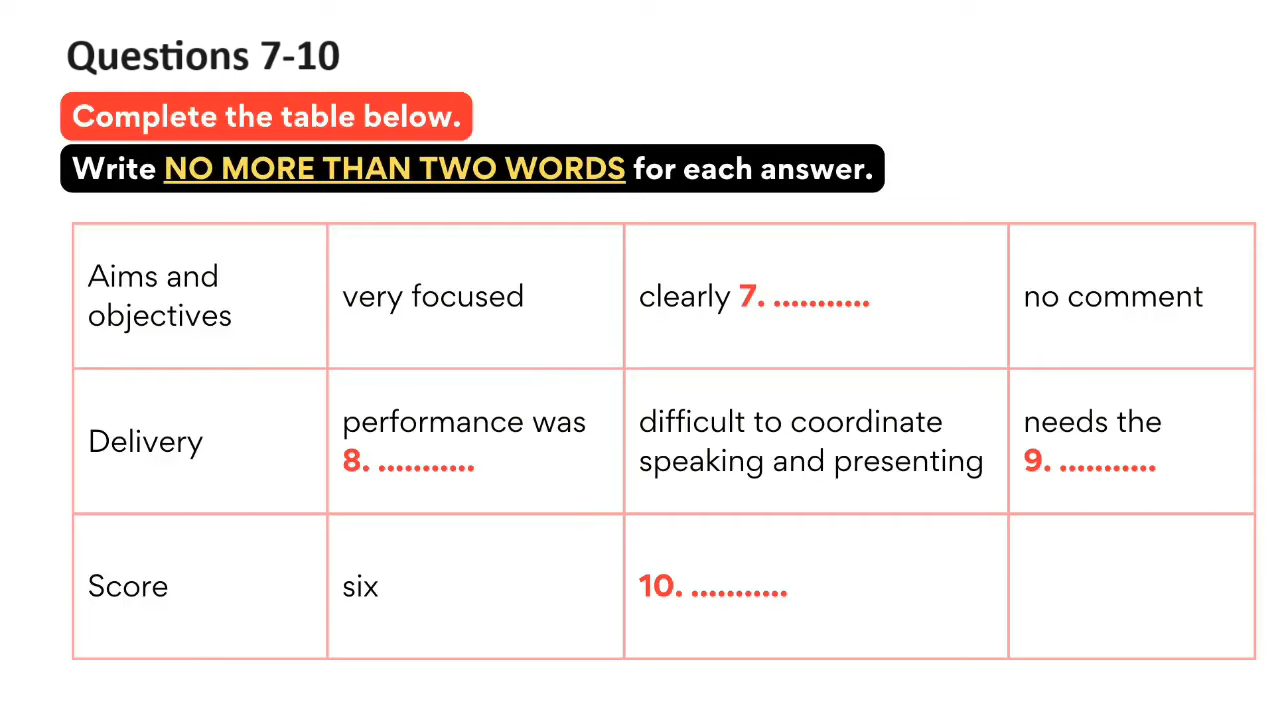 Questions 7-10
Complete the table below.
Write NO MORE THAN TWO WORDS for each answer.
Aims and
objectives
very focused
clearly 7. ...........
no comment
Delivery
performance was
8. ...........
difficult to coordinate
speaking and presenting
needs the
9. ...........
Score
six
10. ...........